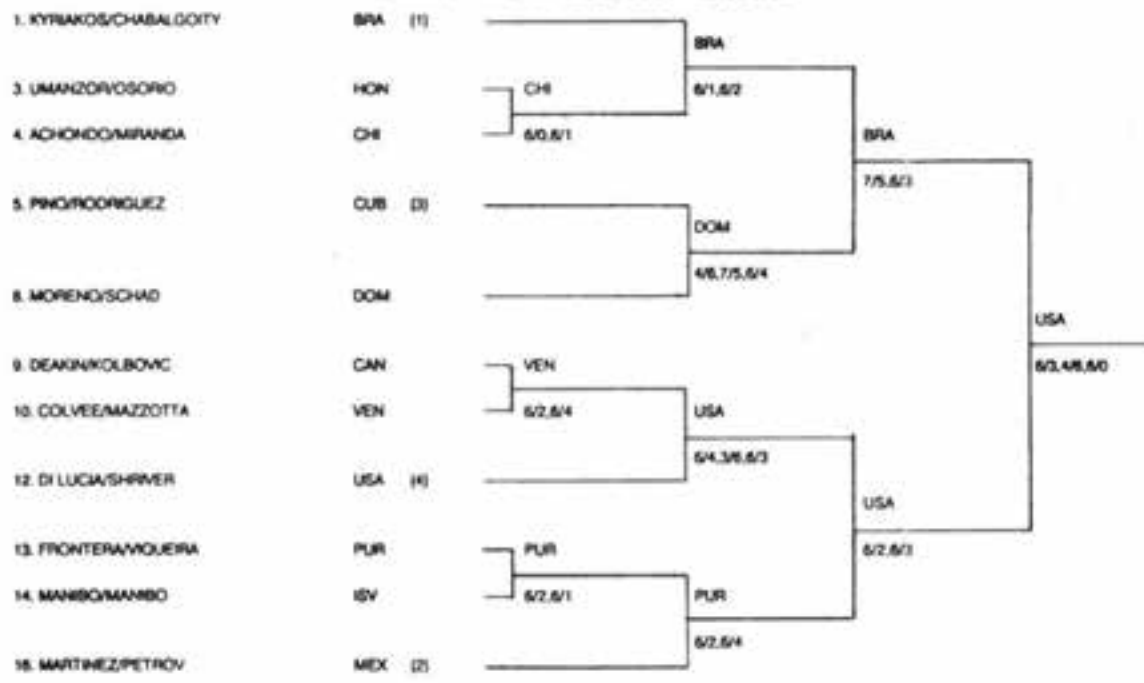 1. KYRIAKOS/CHABALGOITY BRA (1)
BRA
3. UMANZOR/OSORIO HON CHI 6/1,6/2
4. ACHONDO/MIRANDA CHI 6/0,6/1 BRA
7/5,6/3
5. PINO/RODRIGUEZ CUB (3)
DOM
4/6,7/5,6/4
8. MORENO/SCHAD DOM
USA
9. DEAKIN/KOLBOVIC CAN VEN 6/3,4/6,6/0
10. COLVEE/MAZZOTTA VEN 6/2,6/4 USA
6/4,3/6,6/3
12. DI LUCIA/SHRIVER USA (4)
USA
13. FRONTERA/VIQUEIRA PUR PUR 6/2,6/3
14. MANIBO/MANIBO ISV 6/2,6/1 PUR
6/2,6/4
16. MARTINEZ/PETROV MEX (2)